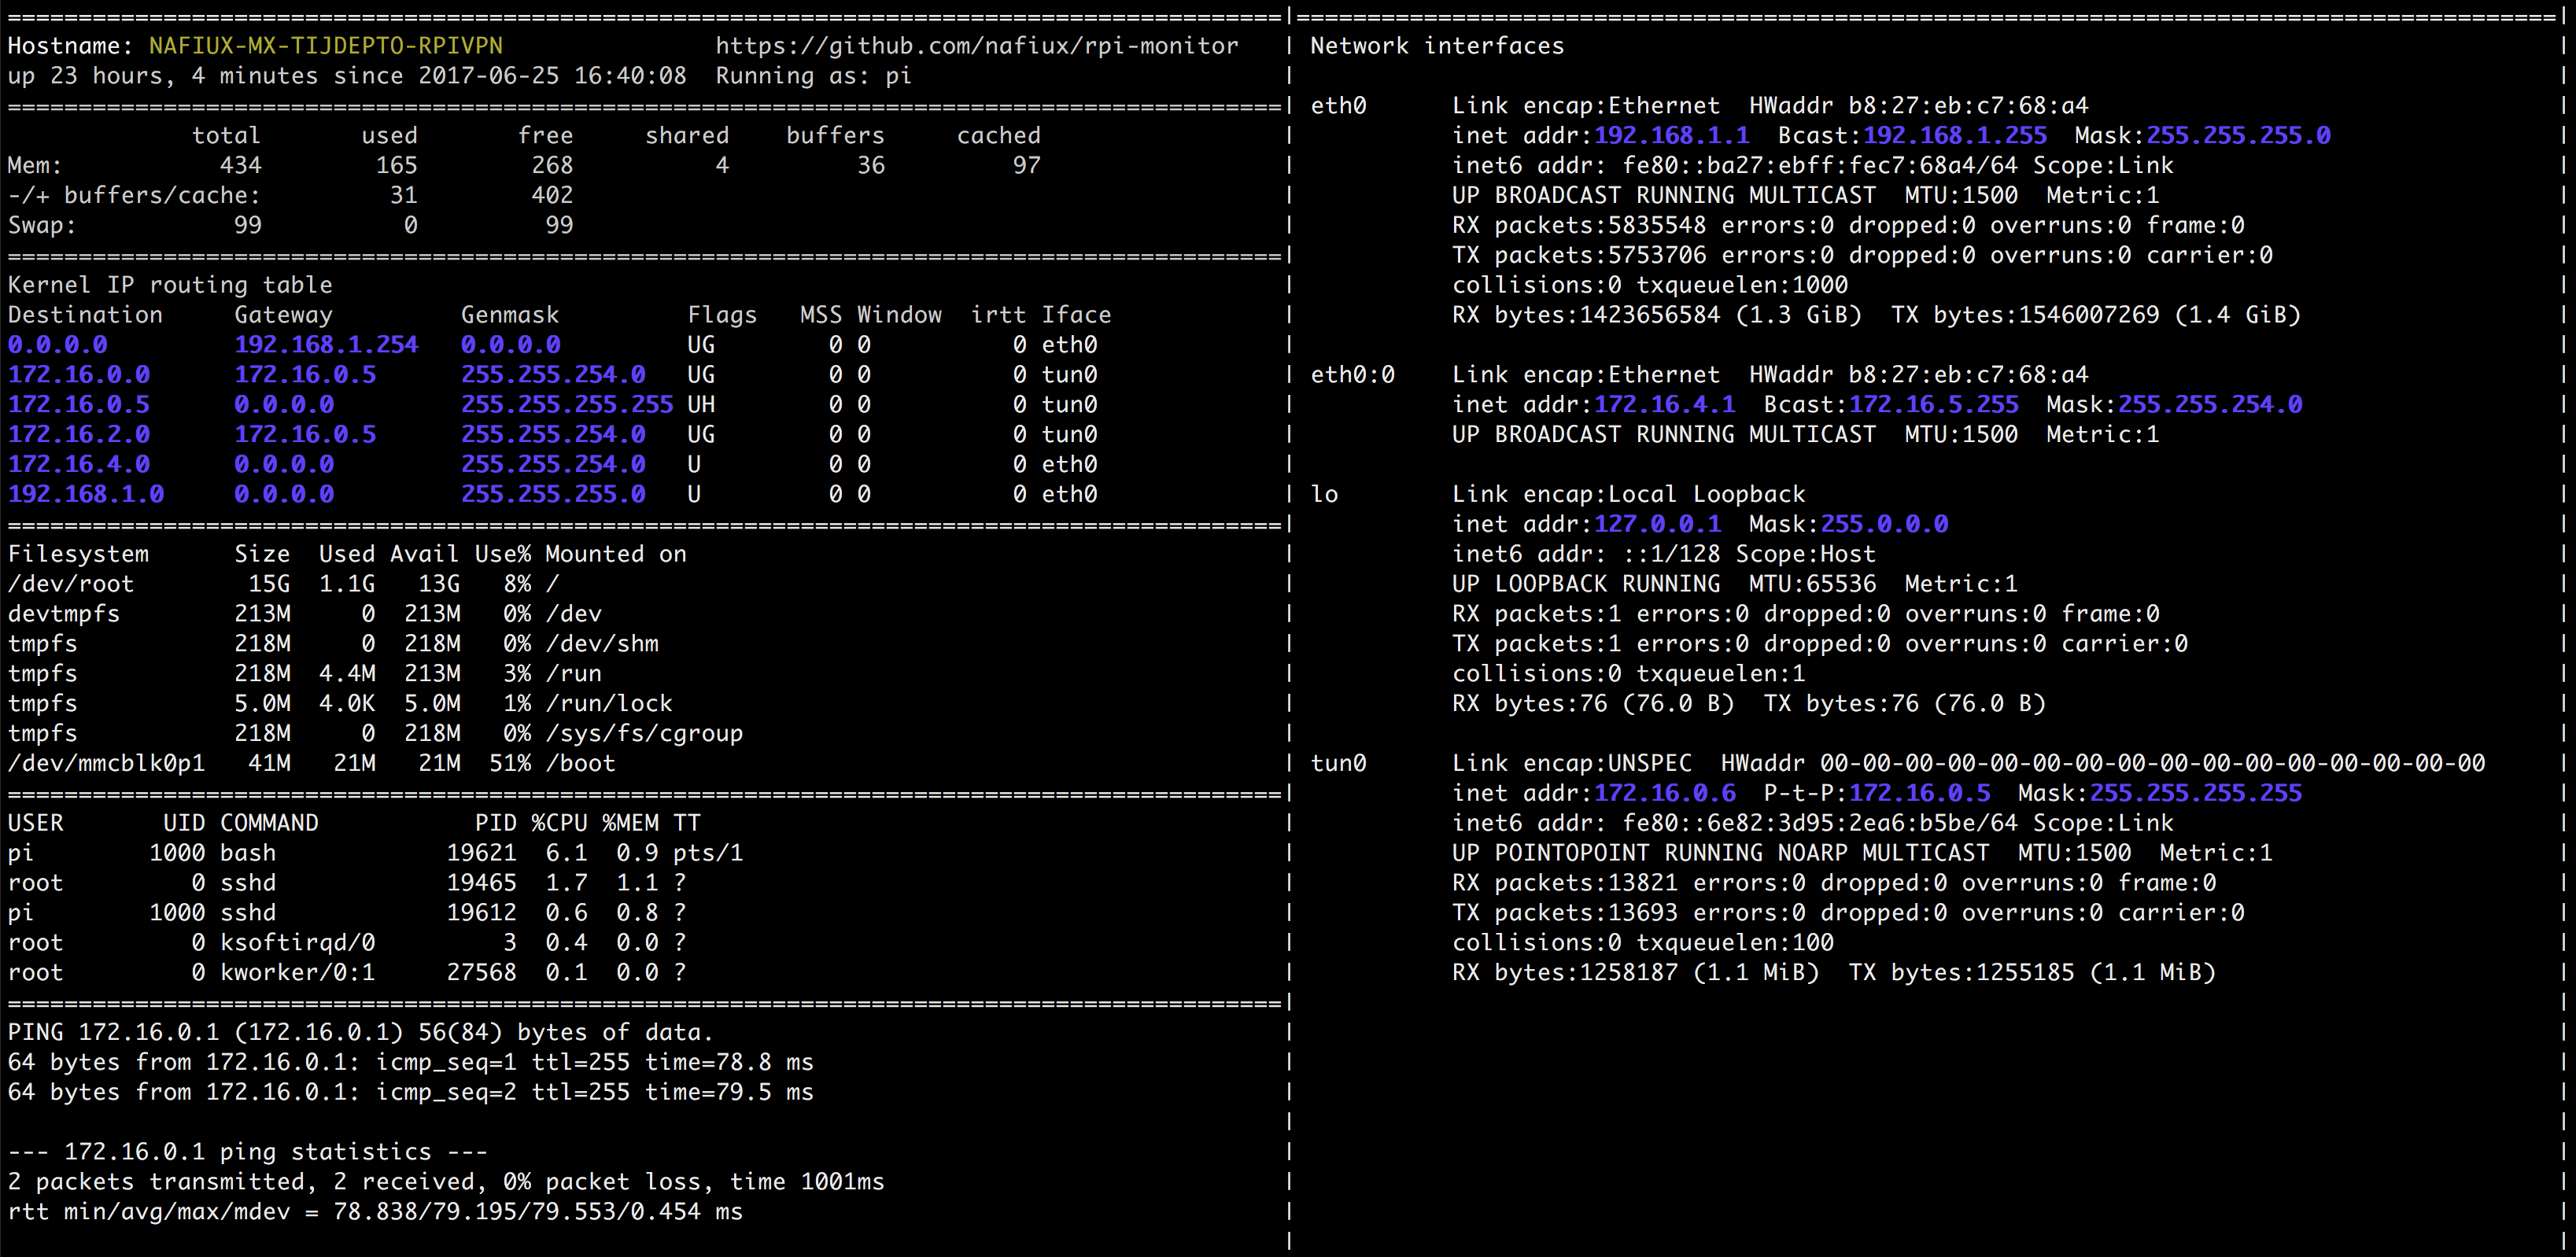 ==========================================================================================|=========================================================================================|
Hostname: NAFIUX-MX-TIJDEPTO-RPIVPN               https://github.com/nafiux/rpi-monitor   | Network interfaces
up 23 hours, 4 minutes since 2017-06-25 16:40:08  Running as: pi
==========================================================================================|
             total       used       free     shared    buffers     cached
Mem:           434        165        268          4         36         97
-/+ buffers/cache:         31        402
Swap:           99          0         99
==========================================================================================|
Kernel IP routing table
Destination     Gateway         Genmask         Flags   MSS Window  irtt Iface
0.0.0.0         192.168.1.254   0.0.0.0         UG        0 0          0 eth0
172.16.0.0      172.16.0.5      255.255.254.0   UG        0 0          0 tun0
172.16.0.5      0.0.0.0         255.255.255.255 UH        0 0          0 tun0
172.16.2.0      172.16.0.5      255.255.254.0   UG        0 0          0 tun0
172.16.4.0      0.0.0.0         255.255.254.0   U         0 0          0 eth0
192.168.1.0     0.0.0.0         255.255.255.0   U         0 0          0 eth0
==========================================================================================|
Filesystem      Size  Used Avail Use% Mounted on
/dev/root        15G  1.1G   13G   8% /
devtmpfs        213M     0  213M   0% /dev
tmpfs           218M     0  218M   0% /dev/shm
tmpfs           218M  4.4M  213M   3% /run
tmpfs           5.0M  4.0K  5.0M   1% /run/lock
tmpfs           218M     0  218M   0% /sys/fs/cgroup
/dev/mmcblk0p1   41M   21M   21M  51% /boot
==========================================================================================|
USER       UID COMMAND           PID %CPU %MEM TT
pi        1000 bash            19621  6.1  0.9 pts/1
root         0 sshd            19465  1.7  1.1 ?
pi        1000 sshd            19612  0.6  0.8 ?
root         0 ksoftirqd/0         3  0.4  0.0 ?
root         0 kworker/0:1     27568  0.1  0.0 ?
==========================================================================================|
PING 172.16.0.1 (172.16.0.1) 56(84) bytes of data.
64 bytes from 172.16.0.1: icmp_seq=1 ttl=255 time=78.8 ms
64 bytes from 172.16.0.1: icmp_seq=2 ttl=255 time=79.5 ms
--- 172.16.0.1 ping statistics ---
2 packets transmitted, 2 received, 0% packet loss, time 1001ms
rtt min/avg/max/mdev = 78.838/79.195/79.553/0.454 ms
eth0      Link encap:Ethernet  HWaddr b8:27:eb:c7:68:a4
          inet addr:192.168.1.1  Bcast:192.168.1.255  Mask:255.255.255.0
          inet6 addr: fe80::ba27:ebff:fec7:68a4/64 Scope:Link
          UP BROADCAST RUNNING MULTICAST  MTU:1500  Metric:1
          RX packets:5835548 errors:0 dropped:0 overruns:0 frame:0
          TX packets:5753706 errors:0 dropped:0 overruns:0 carrier:0
          collisions:0 txqueuelen:1000
          RX bytes:1423656584 (1.3 GiB)  TX bytes:1546007269 (1.4 GiB)
eth0:0    Link encap:Ethernet  HWaddr b8:27:eb:c7:68:a4
          inet addr:172.16.4.1  Bcast:172.16.5.255  Mask:255.255.254.0
          UP BROADCAST RUNNING MULTICAST  MTU:1500  Metric:1
lo        Link encap:Local Loopback
          inet addr:127.0.0.1  Mask:255.0.0.0
          inet6 addr: ::1/128 Scope:Host
          UP LOOPBACK RUNNING  MTU:65536  Metric:1
          RX packets:1 errors:0 dropped:0 overruns:0 frame:0
          TX packets:1 errors:0 dropped:0 overruns:0 carrier:0
          collisions:0 txqueuelen:1
          RX bytes:76 (76.0 B)  TX bytes:76 (76.0 B)
tun0      Link encap:UNSPEC  HWaddr 00-00-00-00-00-00-00-00-00-00-00-00-00-00-00-00
          inet addr:172.16.0.6  P-t-P:172.16.0.5  Mask:255.255.255.255
          inet6 addr: fe80::6e82:3d95:2ea6:b5be/64 Scope:Link
          UP POINTOPOINT RUNNING NOARP MULTICAST  MTU:1500  Metric:1
          RX packets:13821 errors:0 dropped:0 overruns:0 frame:0
          TX packets:13693 errors:0 dropped:0 overruns:0 carrier:0
          collisions:0 txqueuelen:100
          RX bytes:1258187 (1.1 MiB)  TX bytes:1255185 (1.1 MiB)